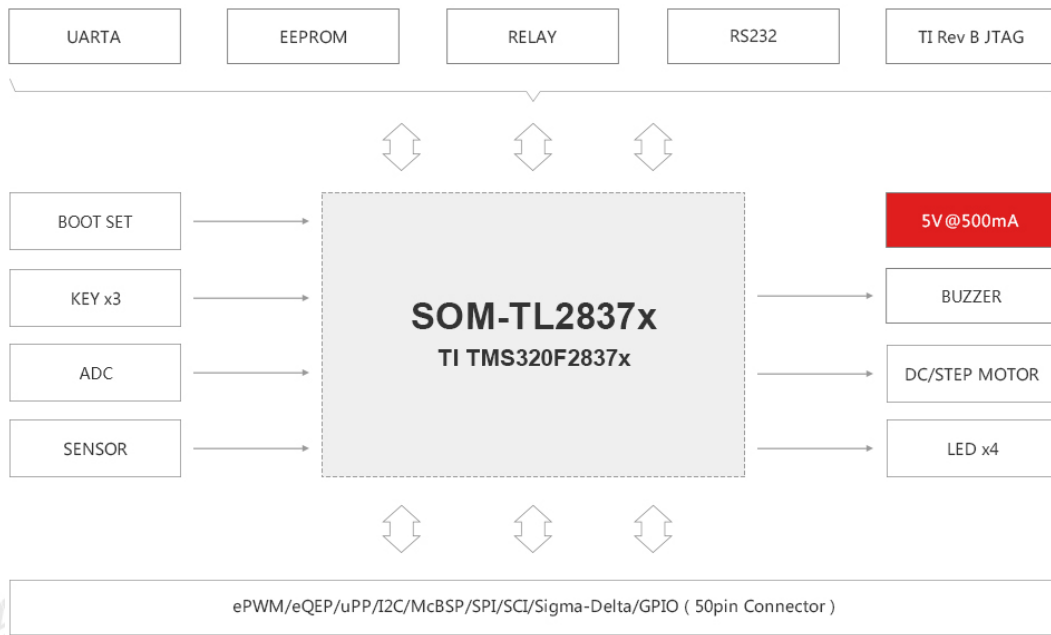 UARTA
EEPROM
RELAY
RS232
TI Rev B JTAG
BOOT SET
5V@500mA
KEY x3
BUZZER
SOM-TL2837x
TI TMS320F2837x
ADC
DC/STEP MOTOR
SENSOR
LED x4
ePWM/eQEP/uPP/I2C/McBSP/SPI/SCI/Sigma-Delta/GPIO ( 50pin Connector )